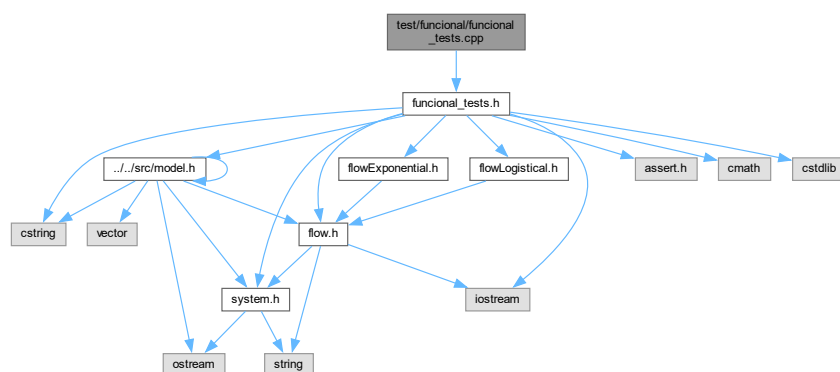 test/funcional/funcional
_tests.cpp
funcional_tests.h
../../src/model.h
flowExponential.h
flowLogistical.h
assert.h
cmath
cstdlib
cstring
vector
flow.h
system.h
iostream
ostream
string